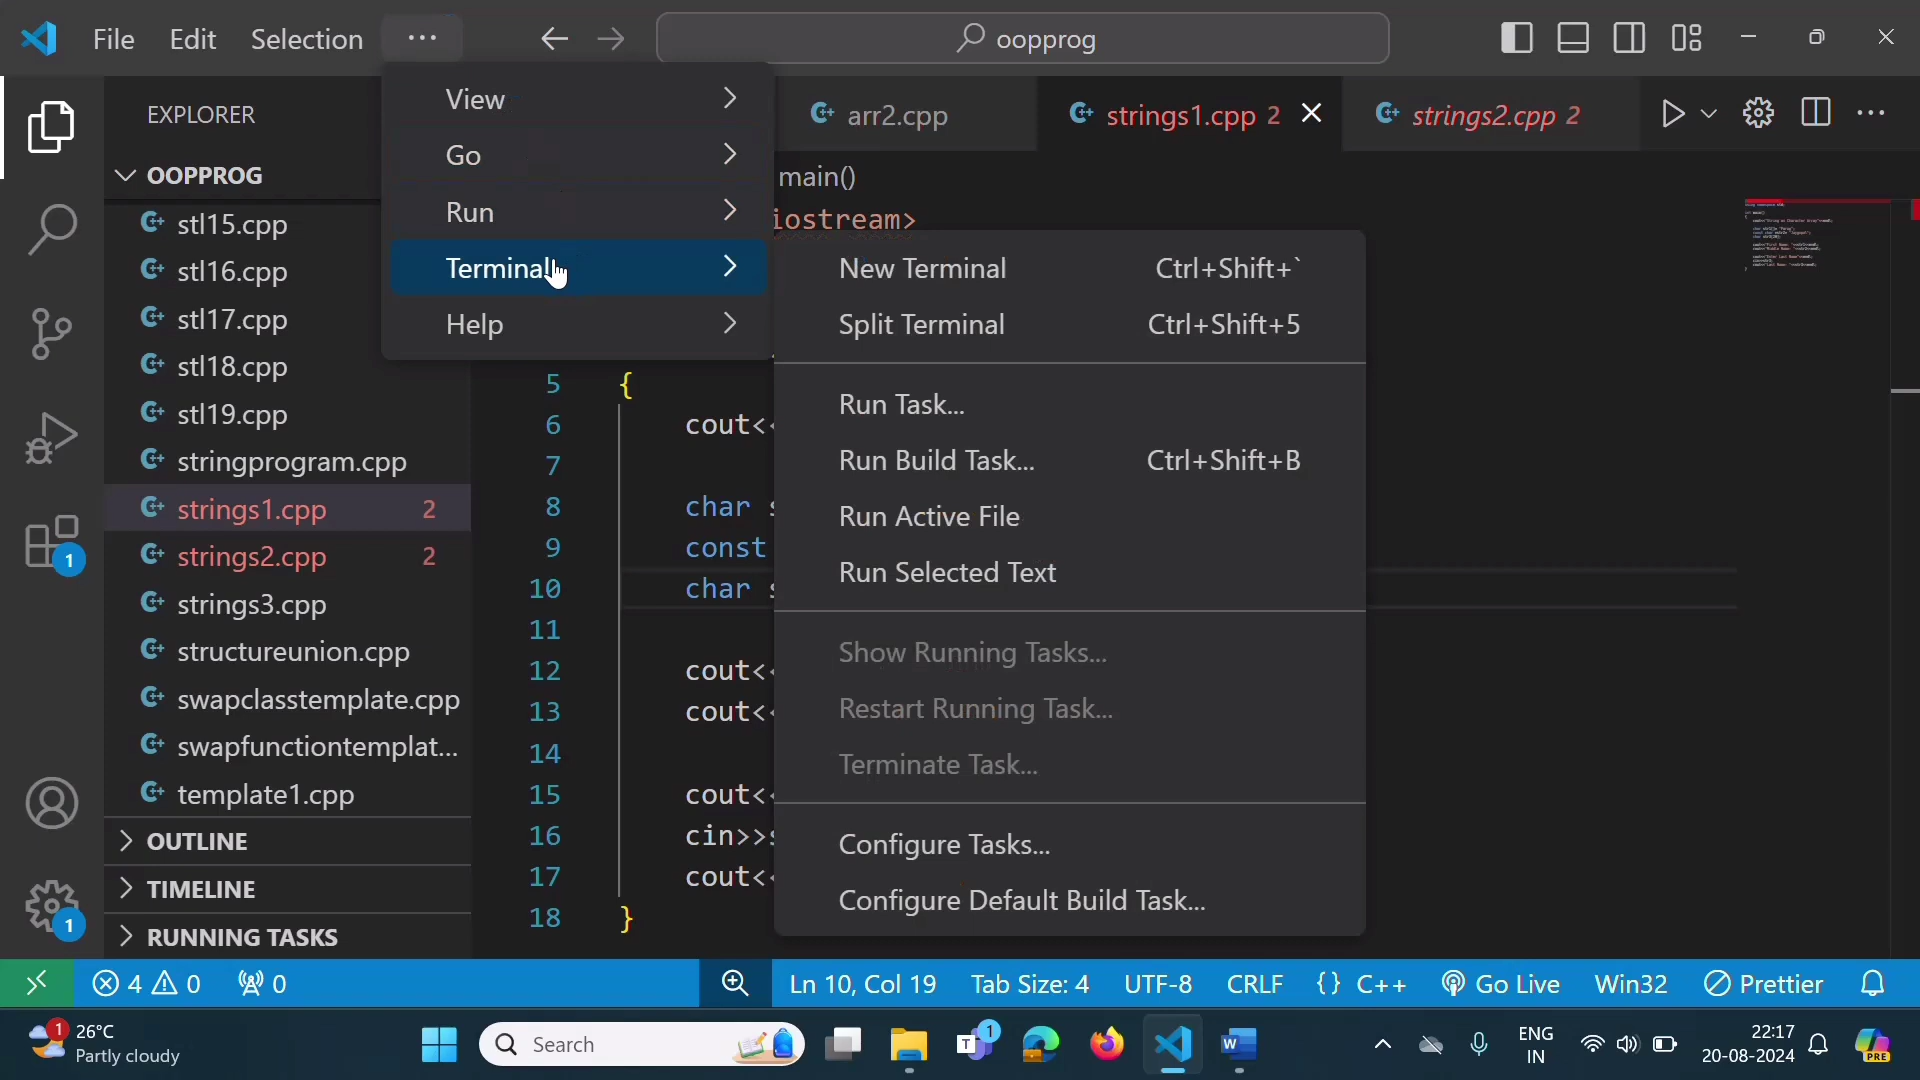 File Edit Selection ... oopprog
View
Go
Run
Terminal
Help
New Terminal Ctrl+Shift+`
Split Terminal Ctrl+Shift+5
Run Task...
Run Build Task... Ctrl+Shift+B
Run Active File
Run Selected Text
Show Running Tasks...
Restart Running Task...
Terminate Task...
Configure Tasks...
Configure Default Build Task...
EXPLORER
OOPPROG
stl15.cpp
stl16.cpp
stl17.cpp
stl18.cpp
stl19.cpp
stringprogram.cpp
strings1.cpp 2
strings2.cpp 2
strings3.cpp
structureunion.cpp
swapclasstemplate.cpp
swapfunctiontemplat...
template1.cpp
OUTLINE
TIMELINE
RUNNING TASKS
arr2.cpp strings1.cpp 2 strings2.cpp 2
main()
iostream>
5 {
6 cout<<
7
8 char s
9 const
10 char s
11
12 cout<<
13 cout<<
14
15 cout<<
16 cin>>s
17 cout<<
18 }
1
1
4 0 0 Ln 10, Col 19 Tab Size: 4 UTF-8 CRLF {} C++ Go Live Win32 Prettier
1 26°C
Partly cloudy
Search
1
ENG
IN
22:17
20-08-2024
PRE